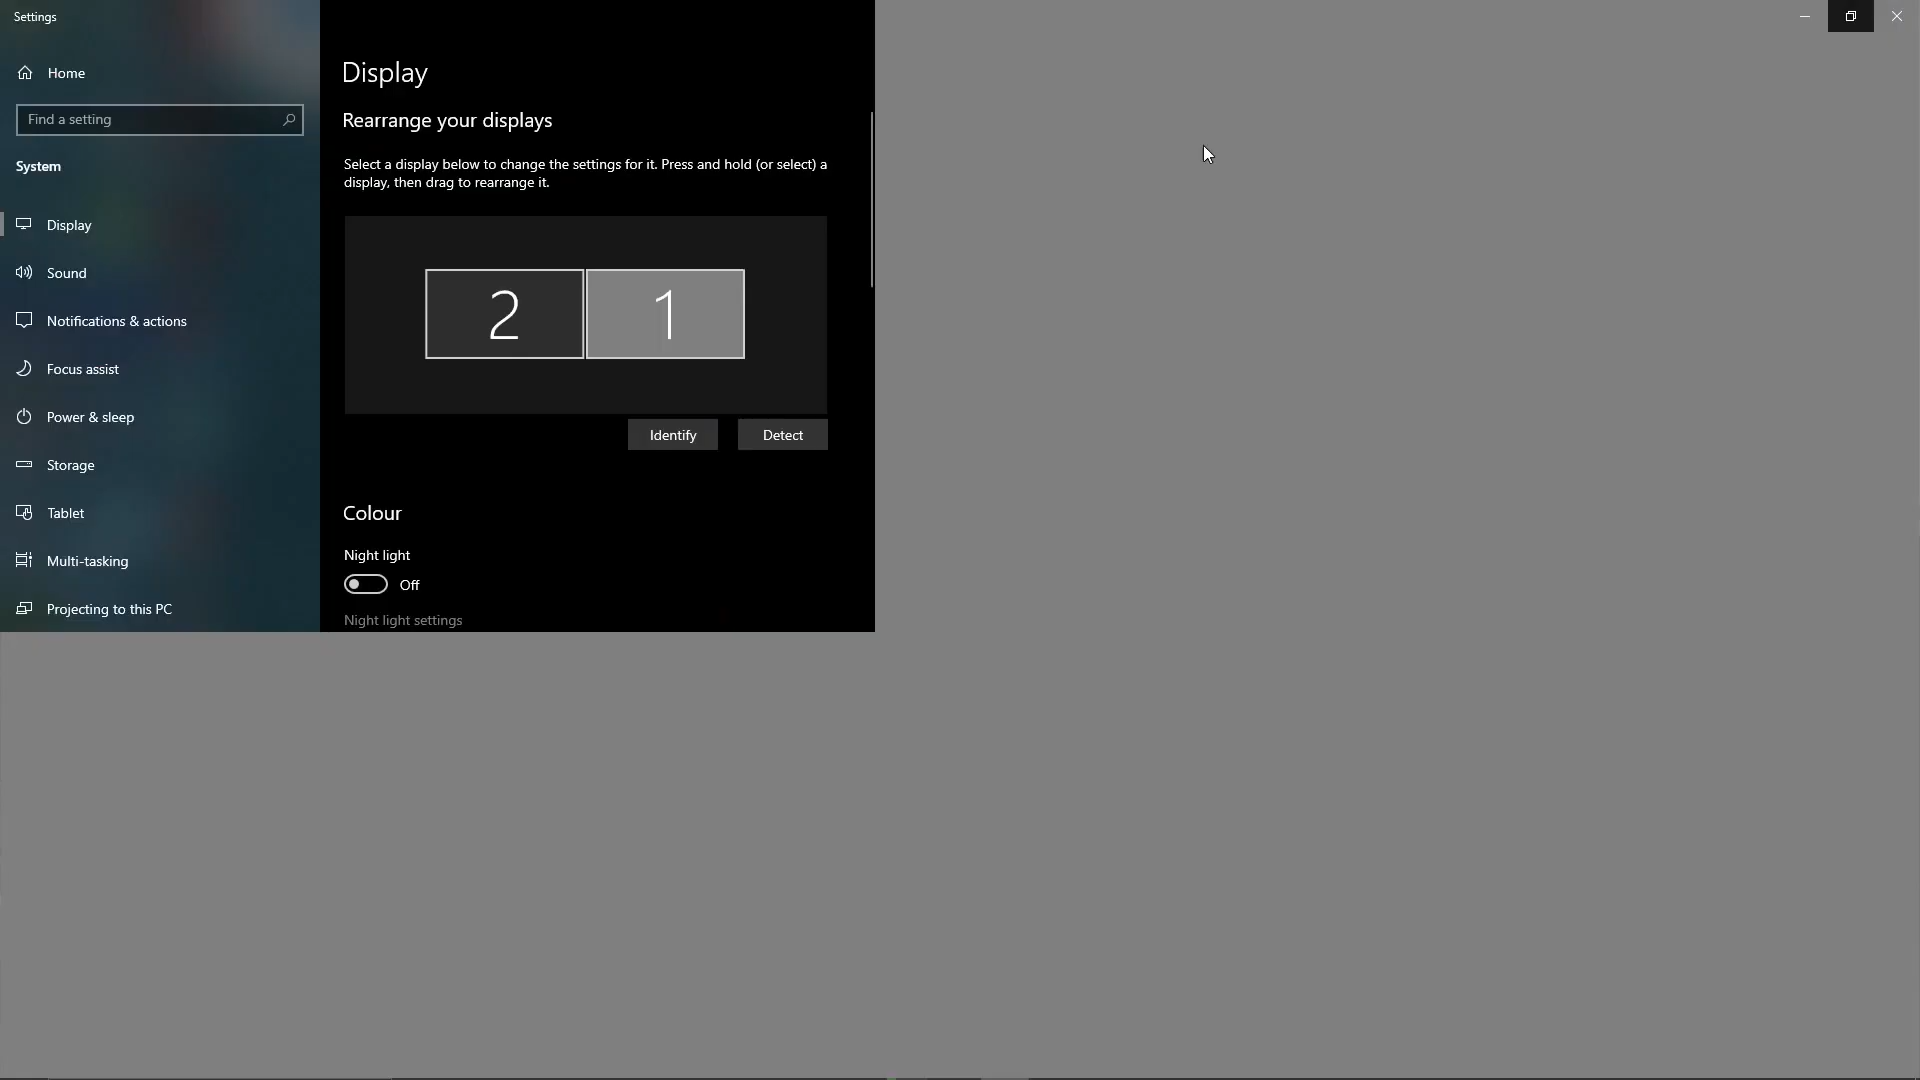 Settings
Home
Find a setting
System
Display
Sound
Notifications & actions
Focus assist
Power & sleep
Storage
Tablet
Multi-tasking
Projecting to this PC
Display
Rearrange your displays
Select a display below to change the settings for it. Press and hold (or select) a
display, then drag to rearrange it.
2 1
Identify Detect
Colour
Night light
Off
Night light settings